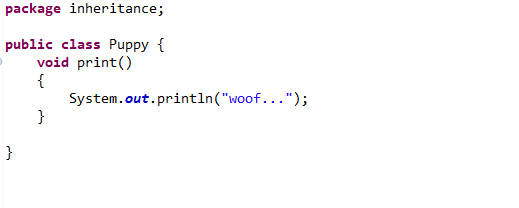 package inheritance;
public class Puppy {
void print()
{
System.out.println("woof...");
}
}